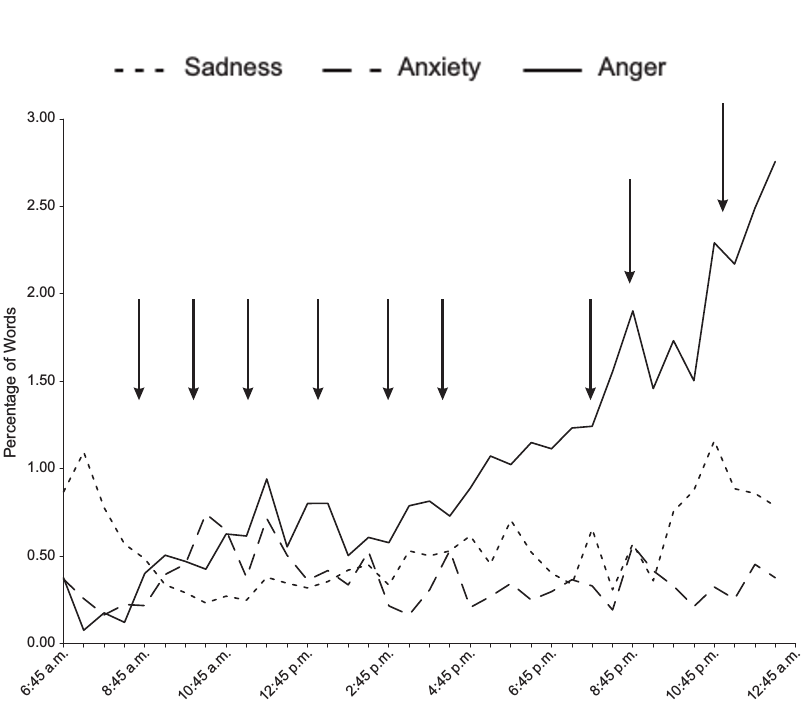 Sadness Anxiety Anger
3.00
2.50
2.00
1.50
1.00
0.50
0.00
Percentage of Words
6:45 a.m.
8:45 a.m.
10:45 a.m.
12:45 p.m.
2:45 p.m.
4:45 p.m.
6:45 p.m.
8:45 p.m.
10:45 p.m.
12:45 a.m.